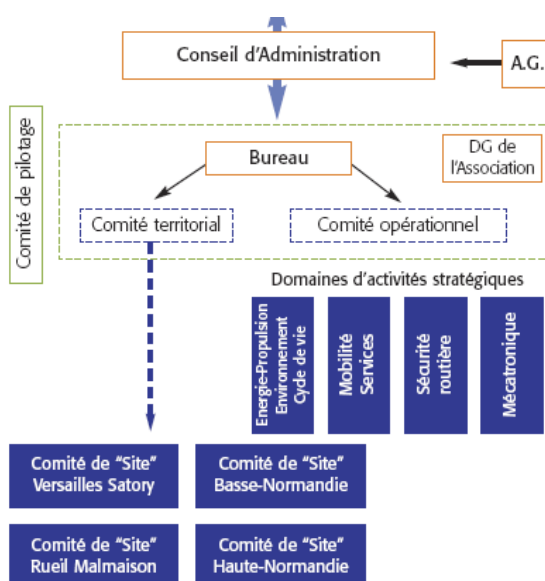 Conseil d'Administration
A.G.
Comité de pilotage
DG de
l'Association
Bureau
Comité territorial
Comité opérationnel
Domaines d'activités stratégiques
Energie-Propulsion
Environnement
Cycle de vie
Mobilité
Services
Sécurité
routière
Mécatronique
Comité de "Site"
Versailles Satory
Comité de "Site"
Basse-Normandie
Comité de "Site"
Rueil Malmaison
Comité de "Site"
Haute-Normandie